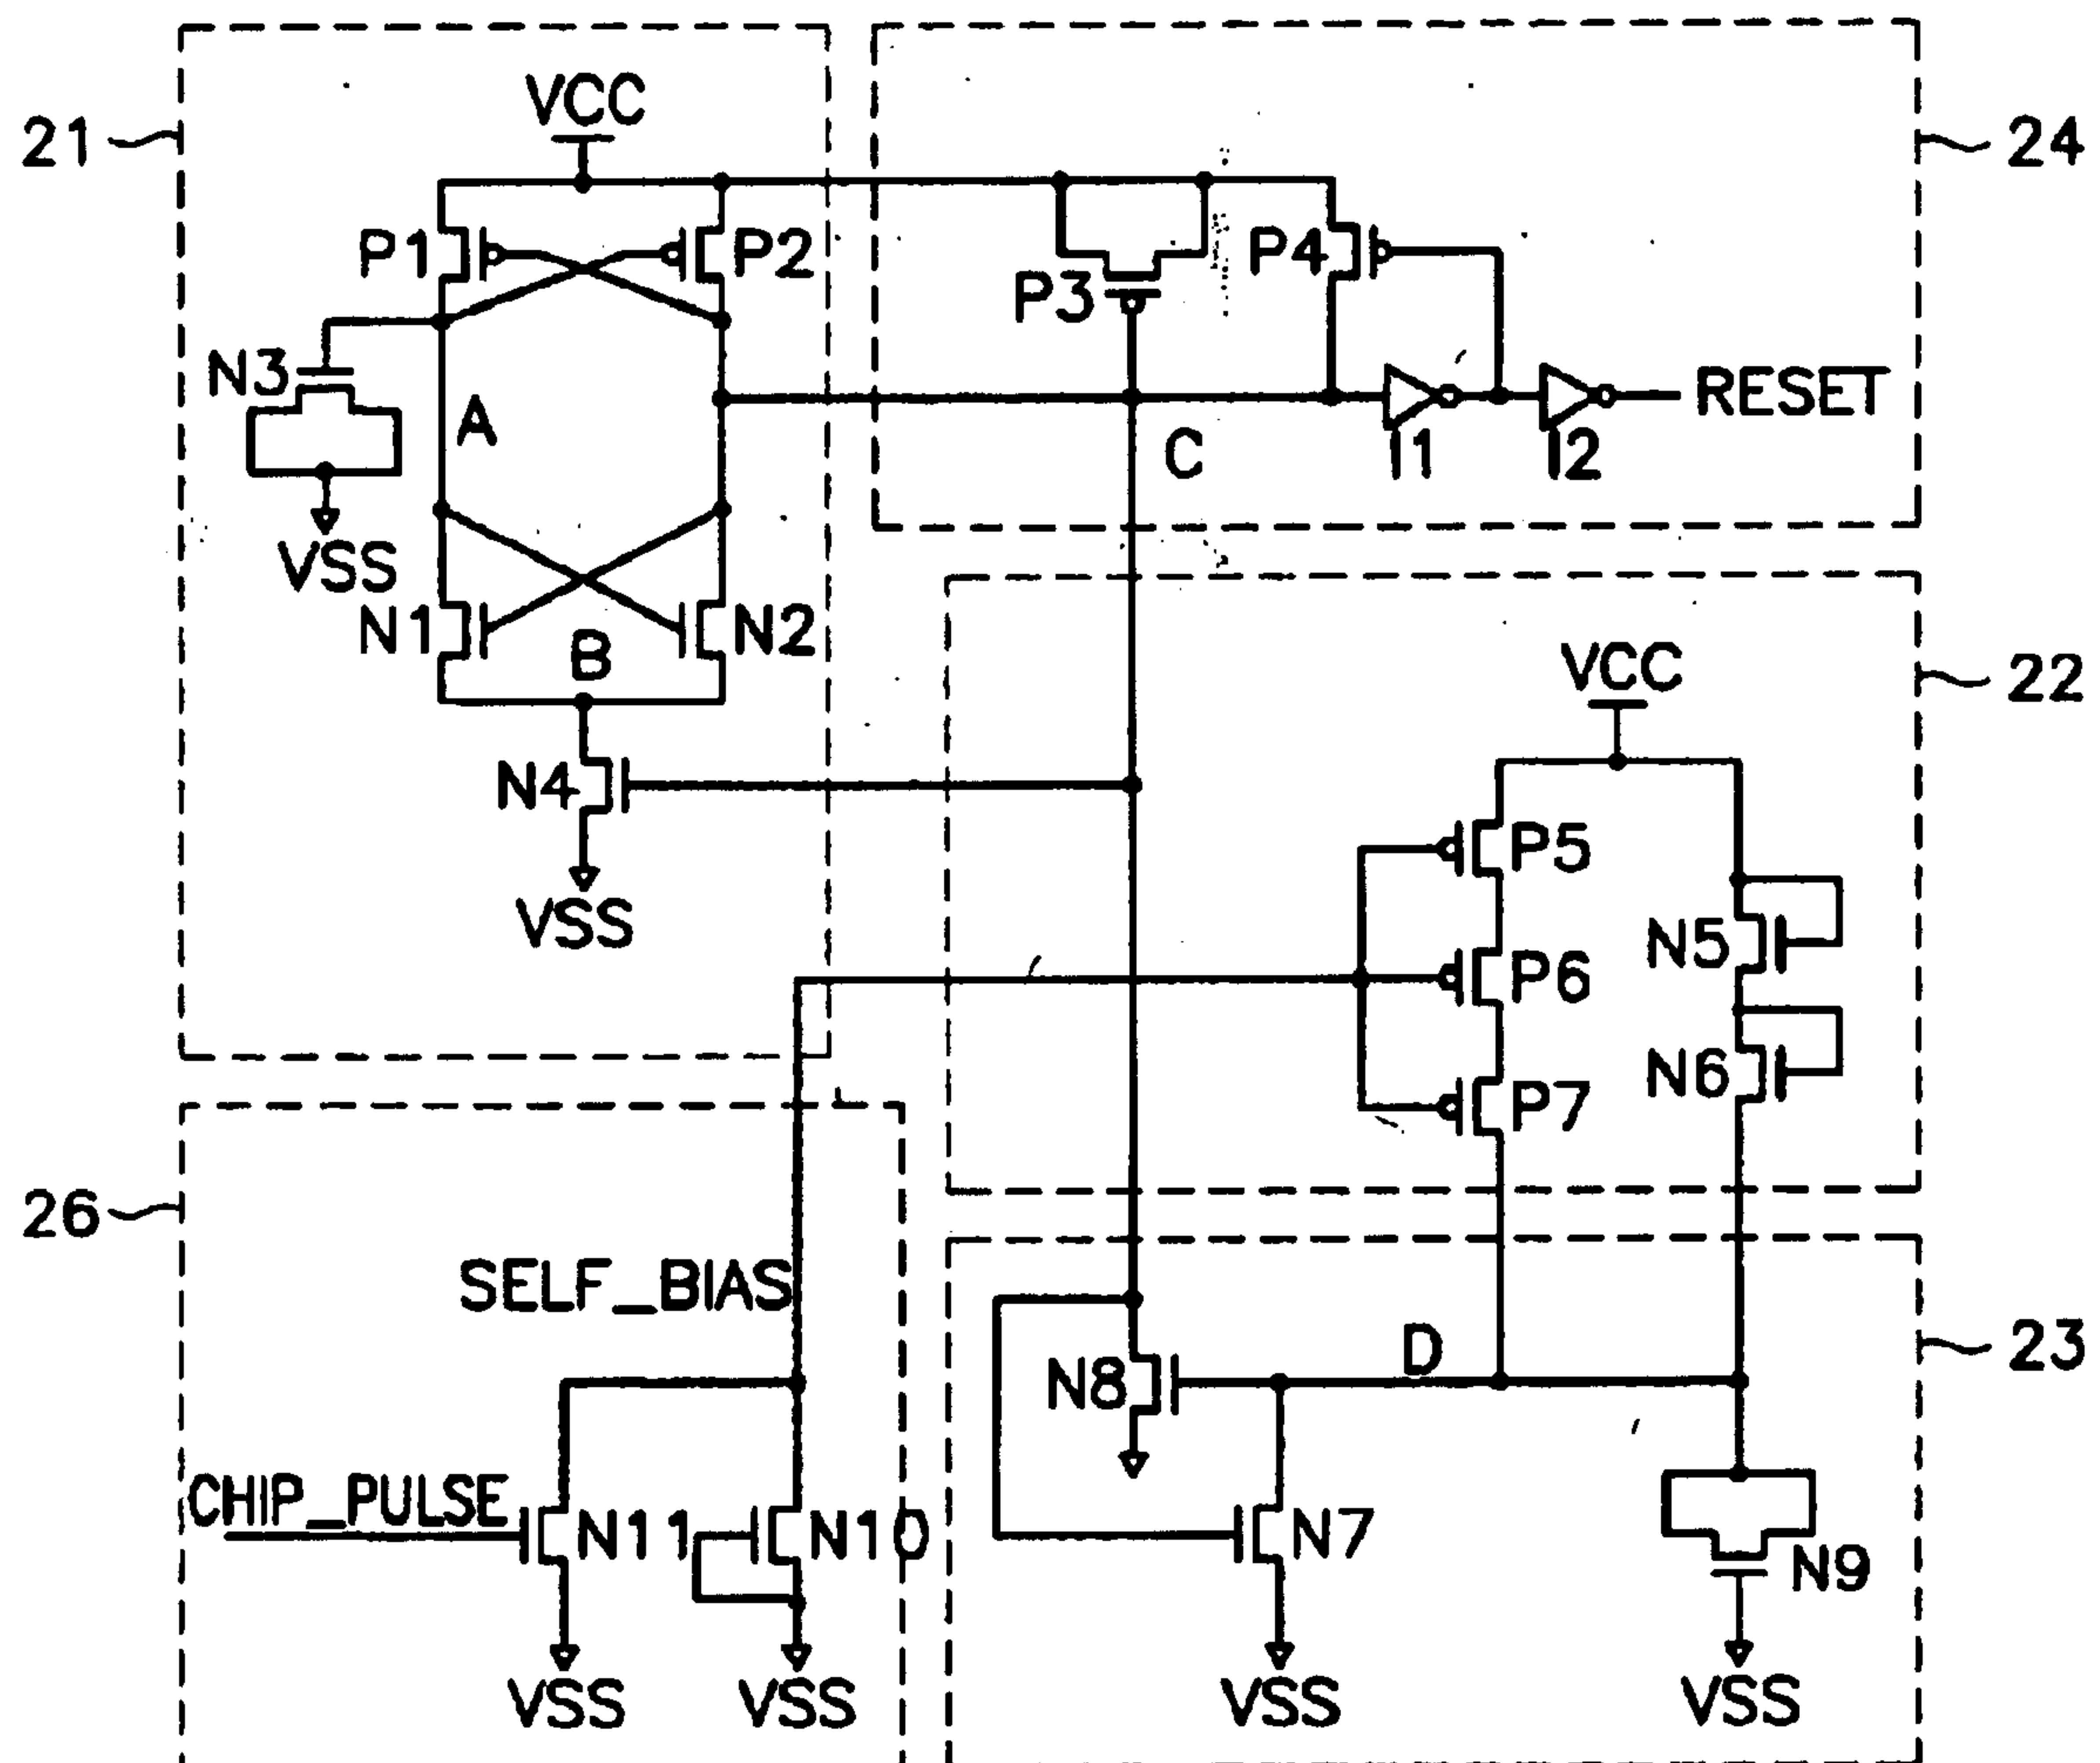 21
VCC
24
P1
P2
P3
P4
N3
A
RESET
C
I1
I2
VSS
N1
B
N2
VCC
22
N4
P5
VSS
N5
P6
N6
P7
26
SELF_BIAS
D
23
N8
CHIP_PULSE
N11
N10
N7
N9
VSS
VSS
VSS
VSS